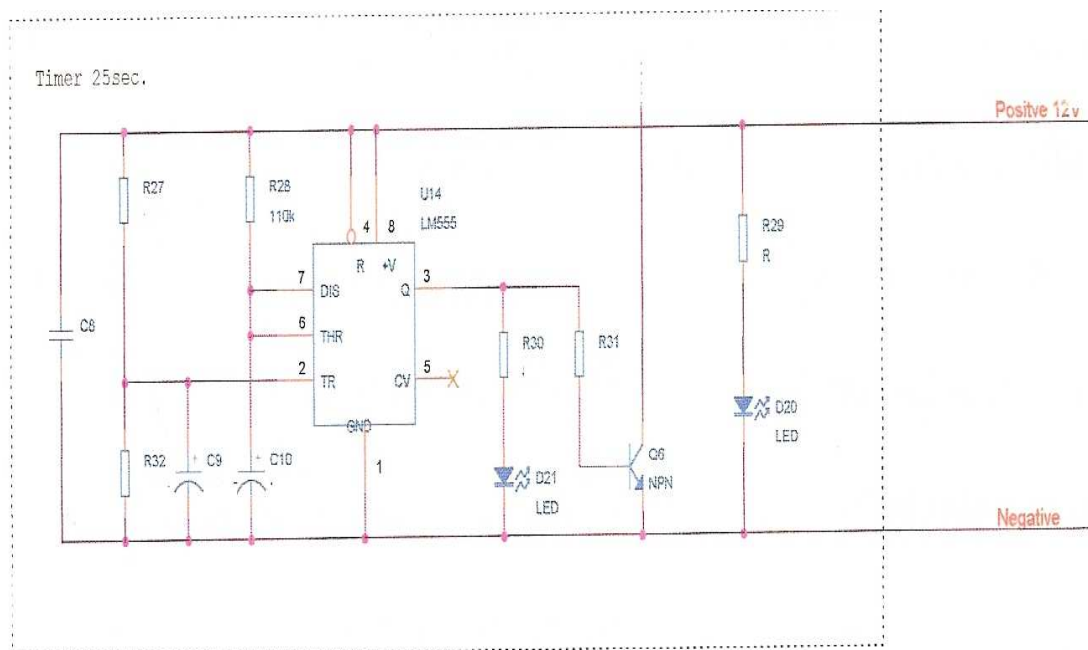 Timer 25sec.
Positve 12v
R27
R28
110k
U14
LM555
4
8
R
+V
R29
R
7
DIS
Q
3
6
THR
C8
R30
R31
2
TR
CV
5
D20
LED
GND
R32
C9
C10
1
D21
LED
Q6
NPN
Negative